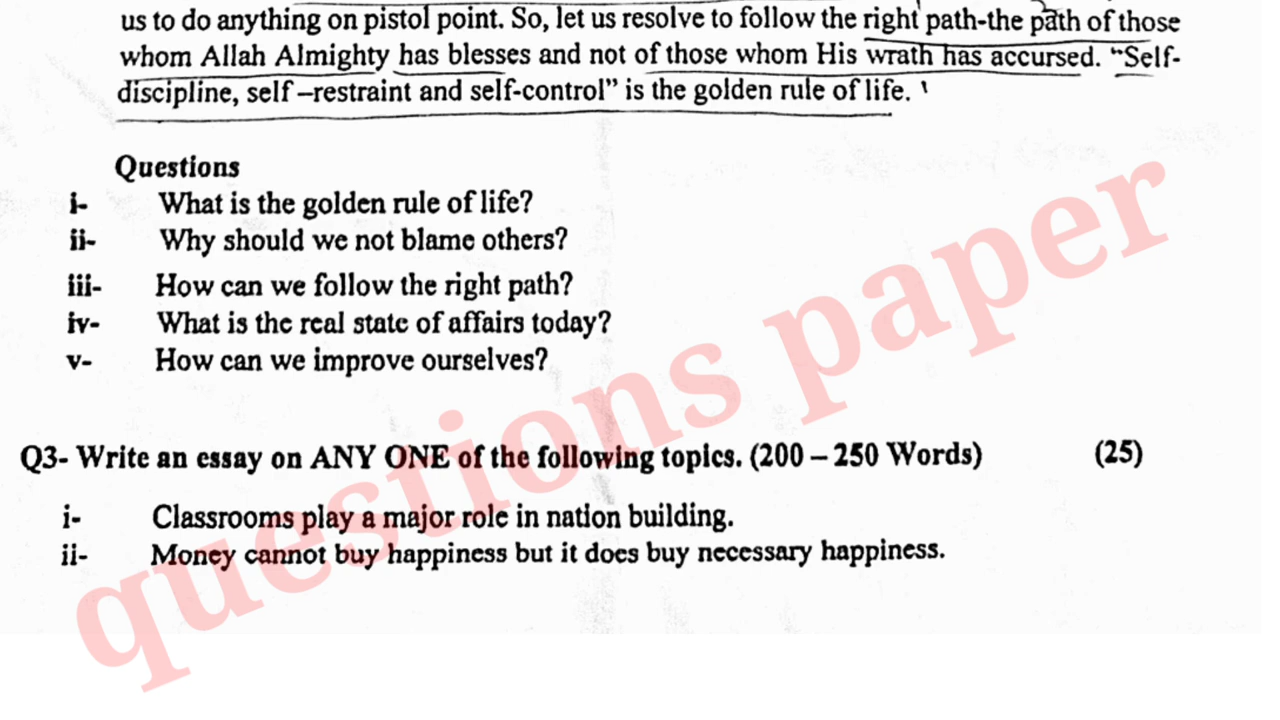 us to do anything on pistol point. So, let us resolve to follow the right path-the path of those
whom Allah Almighty has blesses and not of those whom His wrath has accursed. "Self-
discipline, self –restraint and self-control" is the golden rule of life.
Questions
i- What is the golden rule of life?
ii- Why should we not blame others?
iii- How can we follow the right path?
iv- What is the real state of affairs today?
v- How can we improve ourselves?
Q3- Write an essay on ANY ONE of the following topics. (200 – 250 Words) (25)
i- Classrooms play a major role in nation building.
ii- Money cannot buy happiness but it does buy necessary happiness.
questions paper